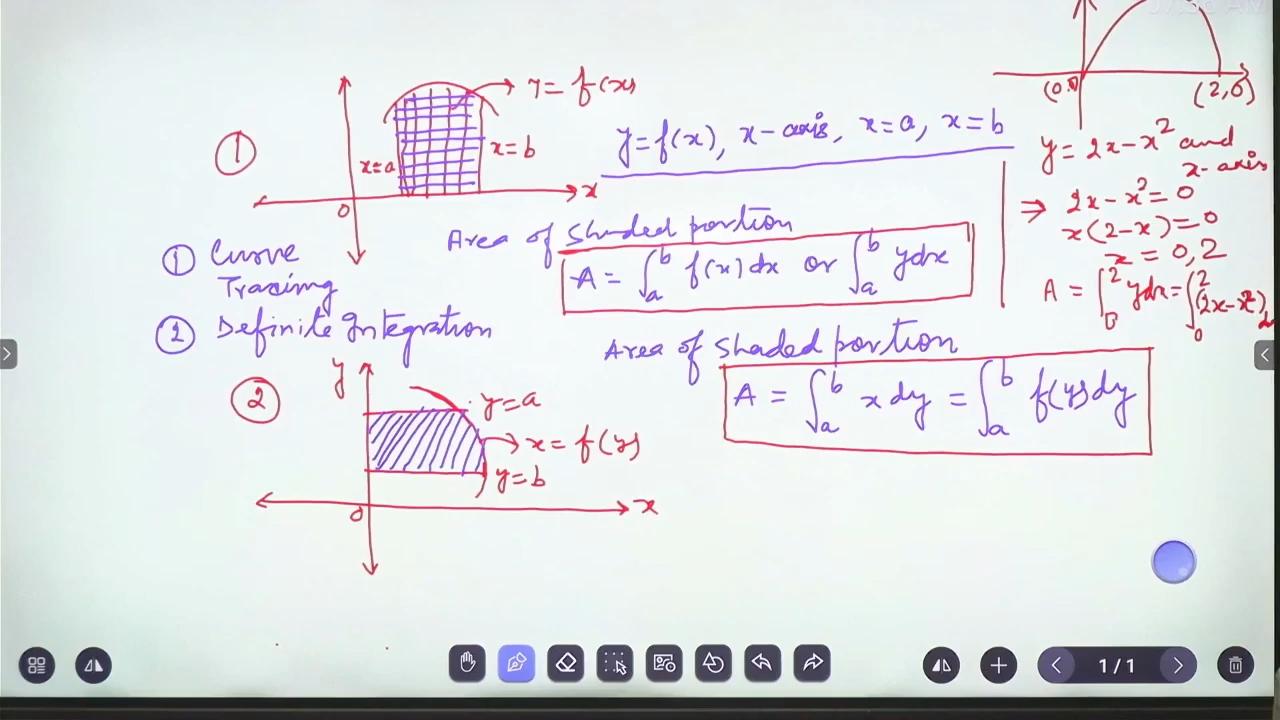 (0,0)
(2,0)
①
y = f(x)
x=a
x=b
0
x
y=f(x), x-axis, x=a, x=b
Area of shaded portion
A = ∫_a^b f(x)dx or ∫_a^b ydx
y = 2x-x² and
x-axis
⇒ 2x-x²=0
x(2-x)=0
x = 0,2
A = ∫_0^2 ydx = ∫_0^2 (2x-x²)
① Curve
Tracing
② Definite Integration
②
y
y=a
x = f(y)
y=b
0
x
Area of shaded portion
A = ∫_a^b x dy = ∫_a^b f(y)dy
1/1